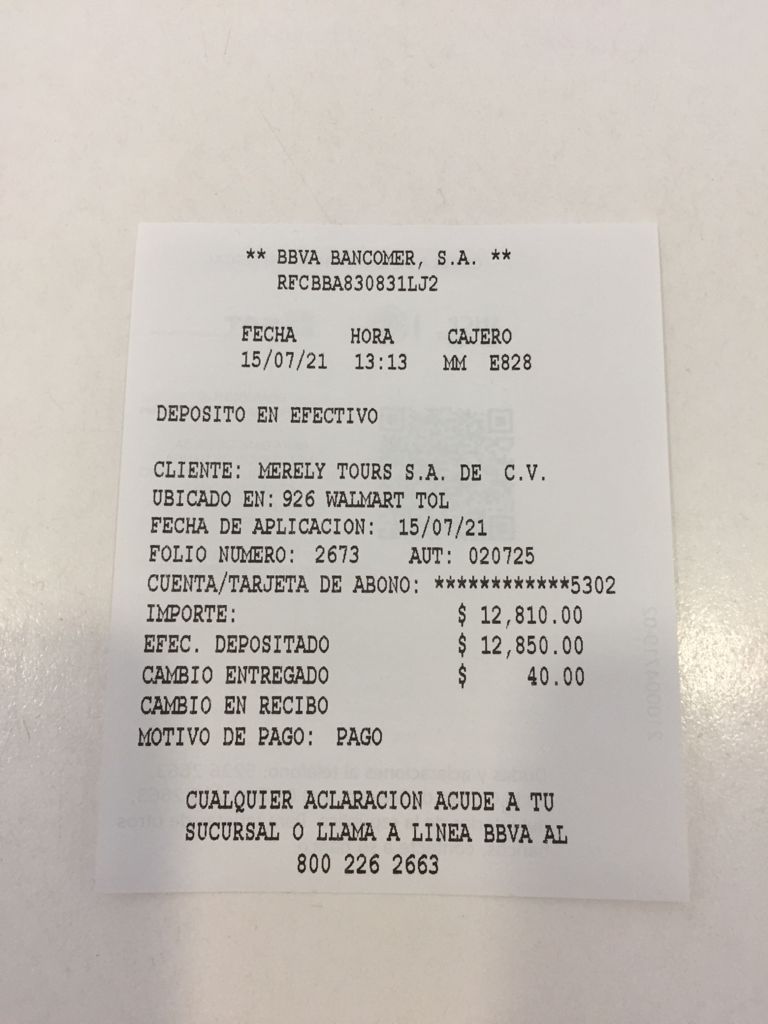 ** BBVA BANCOMER, S.A. **
RFCBBA830831LJ2
FECHA HORA CAJERO
15/07/21 13:13 MM E828
DEPOSITO EN EFECTIVO
CLIENTE: MERELY TOURS S.A. DE C.V.
UBICADO EN: 926 WALMART TOL
FECHA DE APLICACION: 15/07/21
FOLIO NUMERO: 2673 AUT: 020725
CUENTA/TARJETA DE ABONO: ************5302
IMPORTE: $ 12,810.00
EFEC. DEPOSITADO $ 12,850.00
CAMBIO ENTREGADO $ 40.00
CAMBIO EN RECIBO
MOTIVO DE PAGO: PAGO
CUALQUIER ACLARACION ACUDE A TU
SUCURSAL O LLAMA A LINEA BBVA AL
800 226 2663